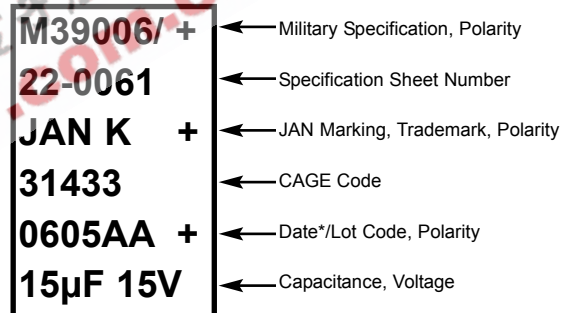 M39006/ + Military Specification, Polarity
22-0061 Specification Sheet Number
JAN K + JAN Marking, Trademark, Polarity
31433 CAGE Code
0605AA + Date*/Lot Code, Polarity
15µF 15V Capacitance, Voltage